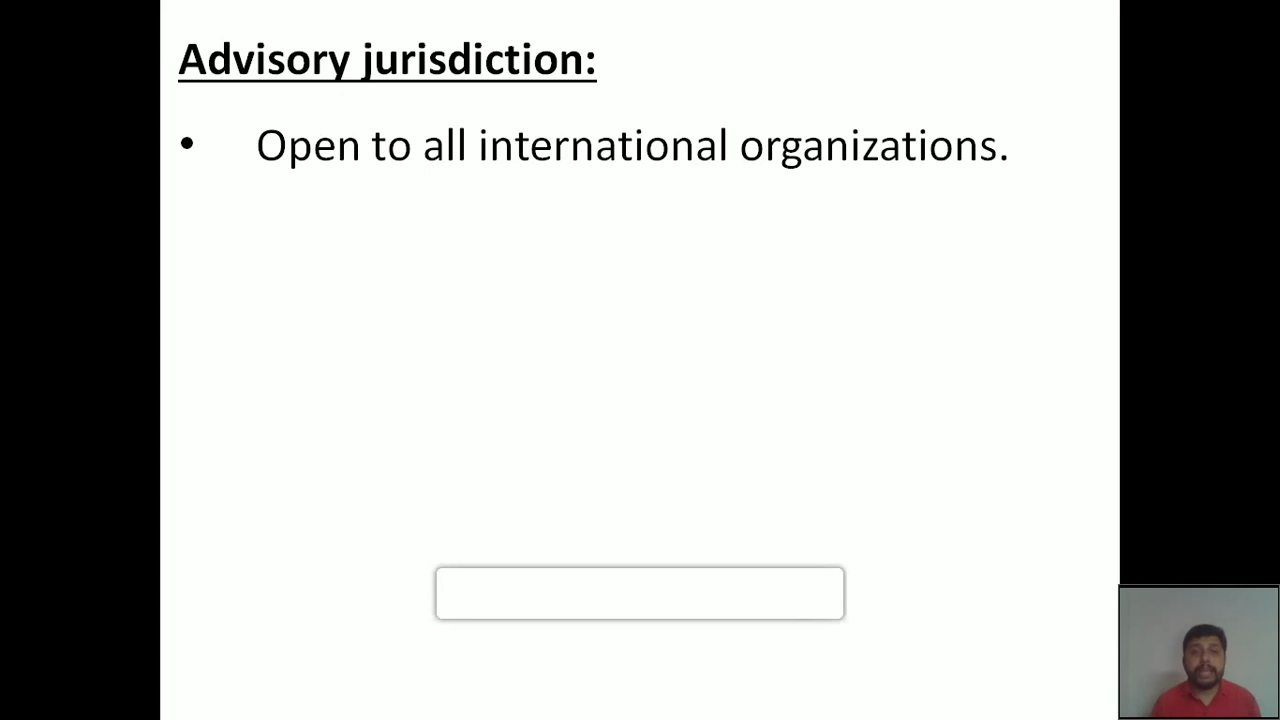 Advisory jurisdiction:
• Open to all international organizations.